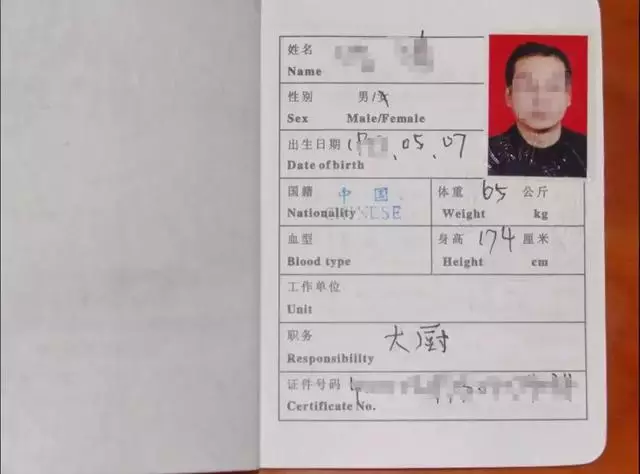 姓名
Name
性别 男/女
Sex Male/Female
出生日期 1 .05.07
Date of birth
国籍 中国
Nationality CHINESE
体重 65 公斤
Weight kg
血型
Blood type
身高 174 厘米
Height cm
工作单位
Unit
职务 大厨
Responsibility
证件号码
Certificate No.